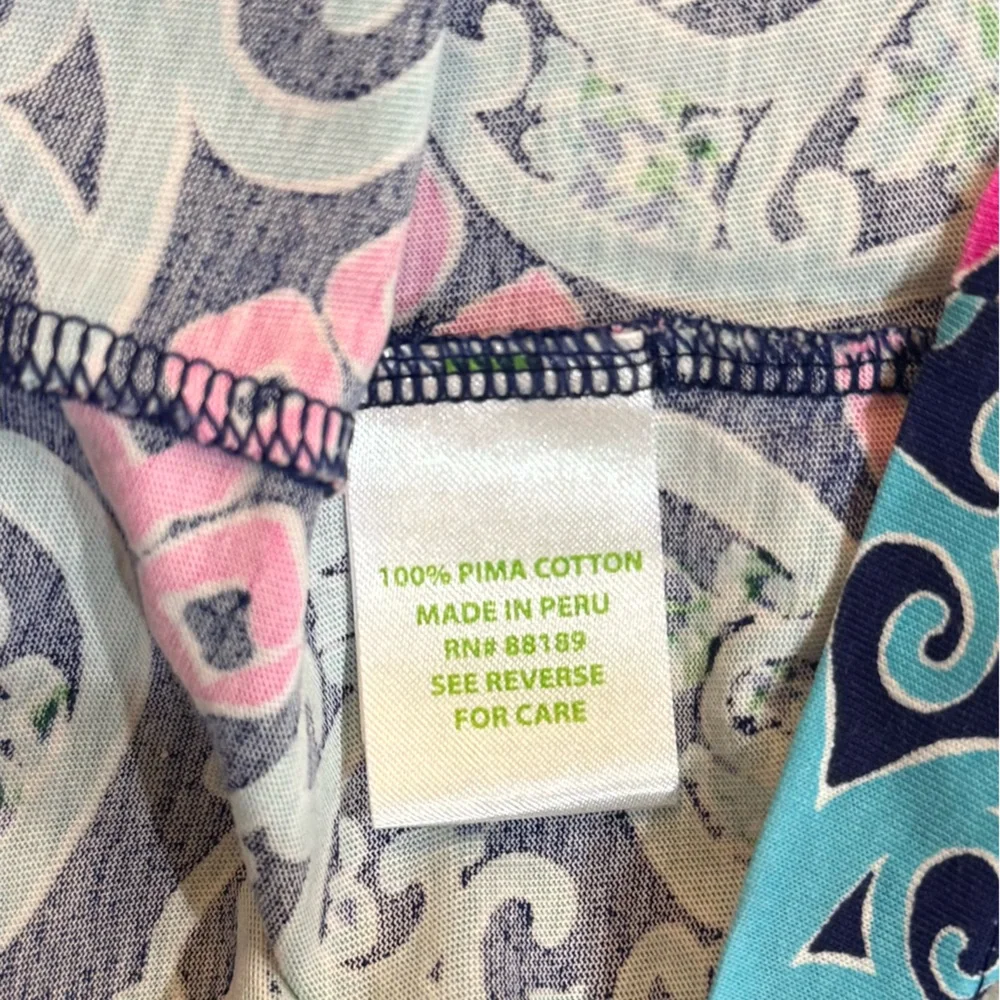 100% PIMA COTTON
MADE IN PERU
RN# 88189
SEE REVERSE
FOR CARE